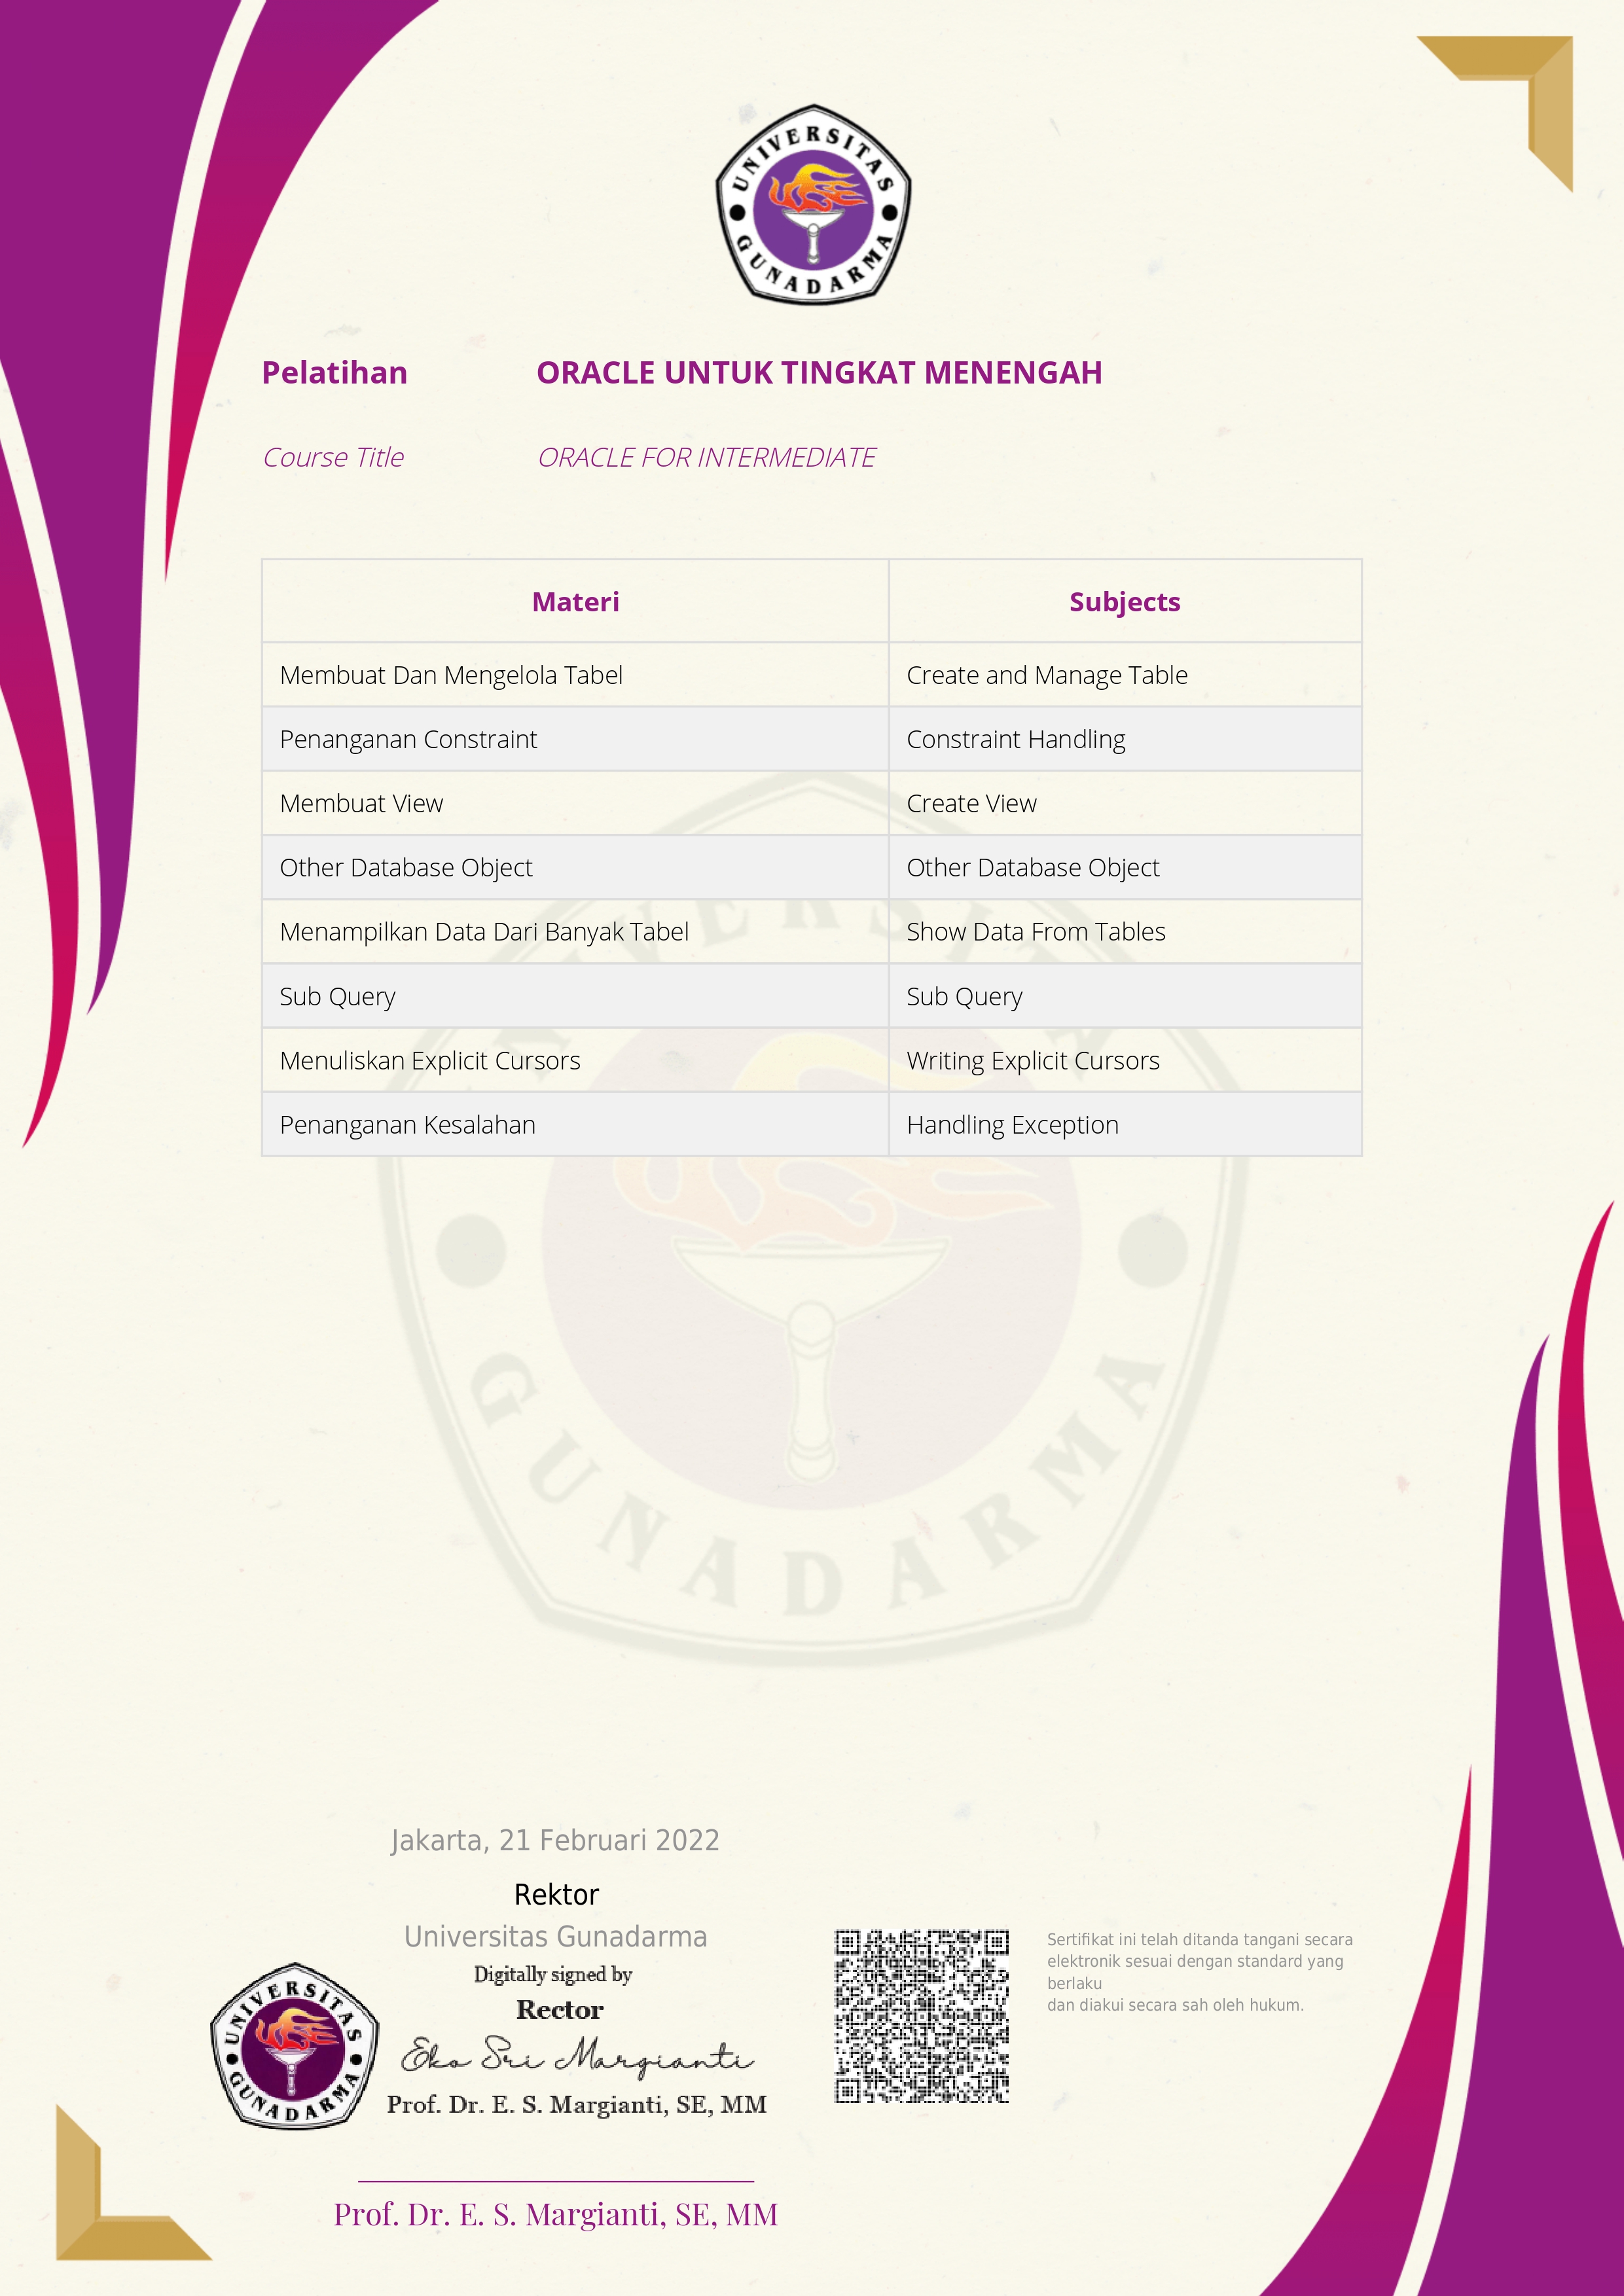 UNIVERSITAS
GUNADARMA
Pelatihan ORACLE UNTUK TINGKAT MENENGAH
Course Title ORACLE FOR INTERMEDIATE
Materi Subjects
Membuat Dan Mengelola Tabel Create and Manage Table
Penanganan Constraint Constraint Handling
Membuat View Create View
Other Database Object Other Database Object
Menampilkan Data Dari Banyak Tabel Show Data From Tables
Sub Query Sub Query
Menuliskan Explicit Cursors Writing Explicit Cursors
Penanganan Kesalahan Handling Exception
UNIVERSITAS
GUNADARMA
Jakarta, 21 Februari 2022
Rektor
Universitas Gunadarma
Digitally signed by
Rector
Eko Sri Margianti
Prof. Dr. E. S. Margianti, SE, MM
UNIVERSITAS
GUNADARMA
Sertifikat ini telah ditanda tangani secara
elektronik sesuai dengan standard yang
berlaku
dan diakui secara sah oleh hukum.
Prof. Dr. E. S. Margianti, SE, MM